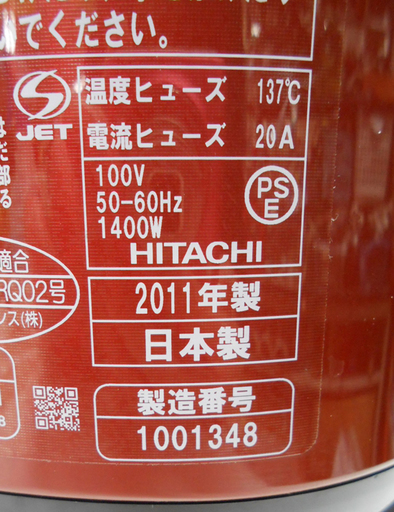 でください。
温度ヒューズ 137℃
電流ヒューズ 20A
JET
100V
50-60Hz
1400W
PS
E
HITACHI
適合
RQ02号
ンス(株)
2011年製
日本製
製造番号
1001348